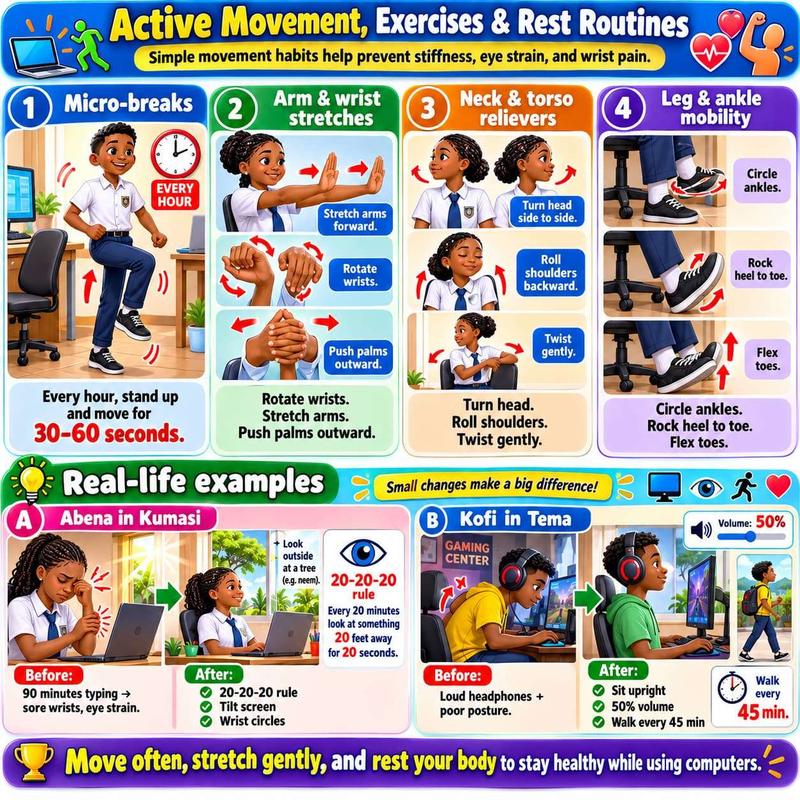 Active Movement, Exercises & Rest Routines
Simple movement habits help prevent stiffness, eye strain, and wrist pain.
1 Micro-breaks
EVERY
HOUR
Every hour, stand up
and move for
30–60 seconds.
2 Arm & wrist
stretches
Stretch arms
forward.
Rotate
wrists.
Push palms
outward.
Rotate wrists.
Stretch arms.
Push palms outward.
3 Neck & torso
relievers
Turn head
side to side.
Roll
shoulders
backward.
Twist
gently.
Turn head.
Roll shoulders.
Twist gently.
4 Leg & ankle
mobility
Circle
ankles.
Rock
heel to toe.
Flex
toes.
Circle ankles.
Rock heel to toe.
Flex toes.
Real-life examples
Small changes make a big difference!
A Abena in Kumasi
Look
outside
at a tree
(e.g. neem).
20-20-20
rule
Every 20 minutes
look at something
20 feet away
for 20 seconds.
Before:
90 minutes typing →
sore wrists, eye strain.
After:
20-20-20 rule
Tilt screen
Wrist circles
B Kofi in Tema
GAMING
CENTER
Volume: 50%
Before:
Loud headphones +
poor posture.
After:
Sit upright
50% volume
Walk every 45 min
Walk
every
45 min.
Move often, stretch gently, and rest your body to stay healthy while using computers.